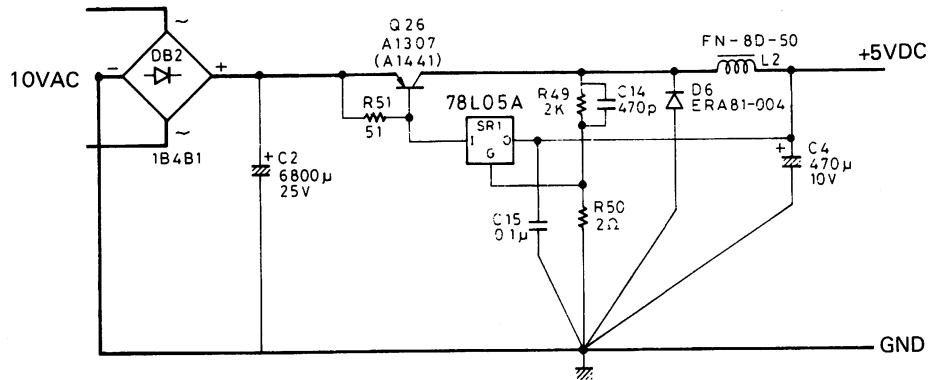 Q26
A1307
(A1441)
FN-8D-50
L2
+5VDC
10VAC
~
-
DB2
+
~
1B4B1
R51
51
78L05A
SR1
I
O
G
R49
2K
C14
470p
D6
ERA81-004
+
C2
6800μ
25V
+
C4
470μ
10V
C15
0.1μ
R50
2Ω
GND